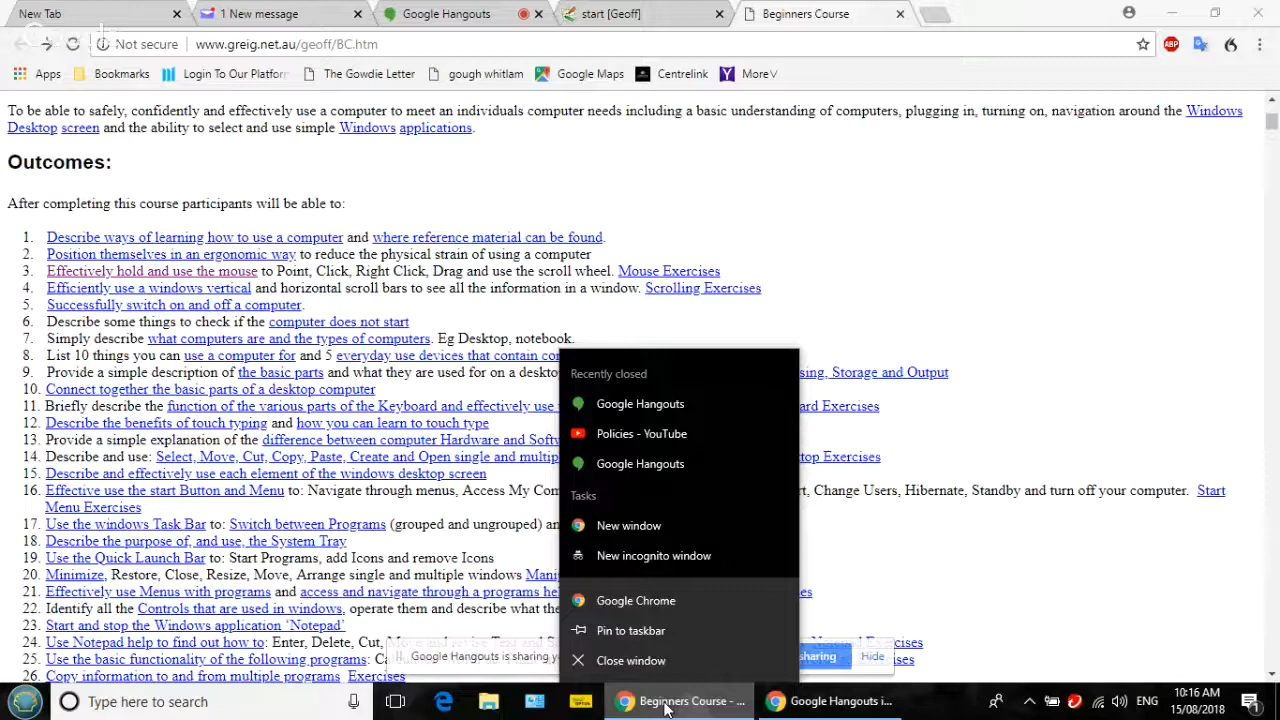 New Tab
1 New message
Google Hangouts
start [Geoff]
Beginners Course
Not secure
www.greig.net.au/geoff/BC.htm
ABP
Apps
Bookmarks
Login To Our Platfor
The Gowdie Letter
gough whitlam
Google Maps
Centrelink
More\/
To be able to safely, confidently and effectively use a computer to meet an individuals computer needs including a basic understanding of computers, plugging in, turning on, navigation around the Windows
Desktop screen and the ability to select and use simple Windows applications.
Outcomes:
After completing this course participants will be able to:
1. Describe ways of learning how to use a computer and where reference material can be found.
2. Position themselves in an ergonomic way to reduce the physical strain of using a computer
3. Effectively hold and use the mouse to Point, Click, Right Click, Drag and use the scroll wheel. Mouse Exercises
4. Efficiently use a windows vertical and horizontal scroll bars to see all the information in a window. Scrolling Exercises
5. Successfully switch on and off a computer.
6. Describe some things to check if the computer does not start
7. Simply describe what computers are and the types of computers. Eg Desktop, notebook.
8. List 10 things you can use a computer for and 5 everyday use devices that contain co
9. Provide a simple description of the basic parts and what they are used for on a deskto
sing, Storage and Output
10. Connect together the basic parts of a desktop computer
11. Briefly describe the function of the various parts of the Keyboard and effectively use
ard Exercises
12. Describe the benefits of touch typing and how you can learn to touch type
13. Provide a simple explanation of the difference between computer Hardware and Softw
14. Describe and use: Select, Move, Cut, Copy, Paste, Create and Open single and multip
top Exercises
15. Describe and effectively use each element of the windows desktop screen
16. Effective use the start Button and Menu to: Navigate through menus, Access My Com
t, Change Users, Hibernate, Standby and turn off your computer. Start
Menu Exercises
17. Use the windows Task Bar to: Switch between Programs (grouped and ungrouped) an
18. Describe the purpose of, and use, the System Tray
19. Use the Quick Launch Bar to: Start Programs, add Icons and remove Icons
20. Minimize, Restore, Close, Resize, Move, Arrange single and multiple windows Mani
21. Effectively use Menus with programs and access and navigate through a programs he
es
22. Identify all the Controls that are used in windows, operate them and describe what the
23. Start and stop the Windows application 'Notpad'
24. Use Notepad help to find out how to: Enter, Delete, Cut, Move and revise Text and S
Notepad Exercises
25. Use the basic functionality of the following programs: Ca
ises
26. Copy information to and from multiple programs Exercises
Recently closed
Google Hangouts
Policies - YouTube
Google Hangouts
Tasks
New window
New incognito window
Google Chrome
Pin to taskbar
Close window
Google Hangouts is sharing yo
sharing
Hide
Type here to search
OPTUS
Beginners Course - ...
Google Hangouts i...
ENG
10:16 AM
15/08/2018
1